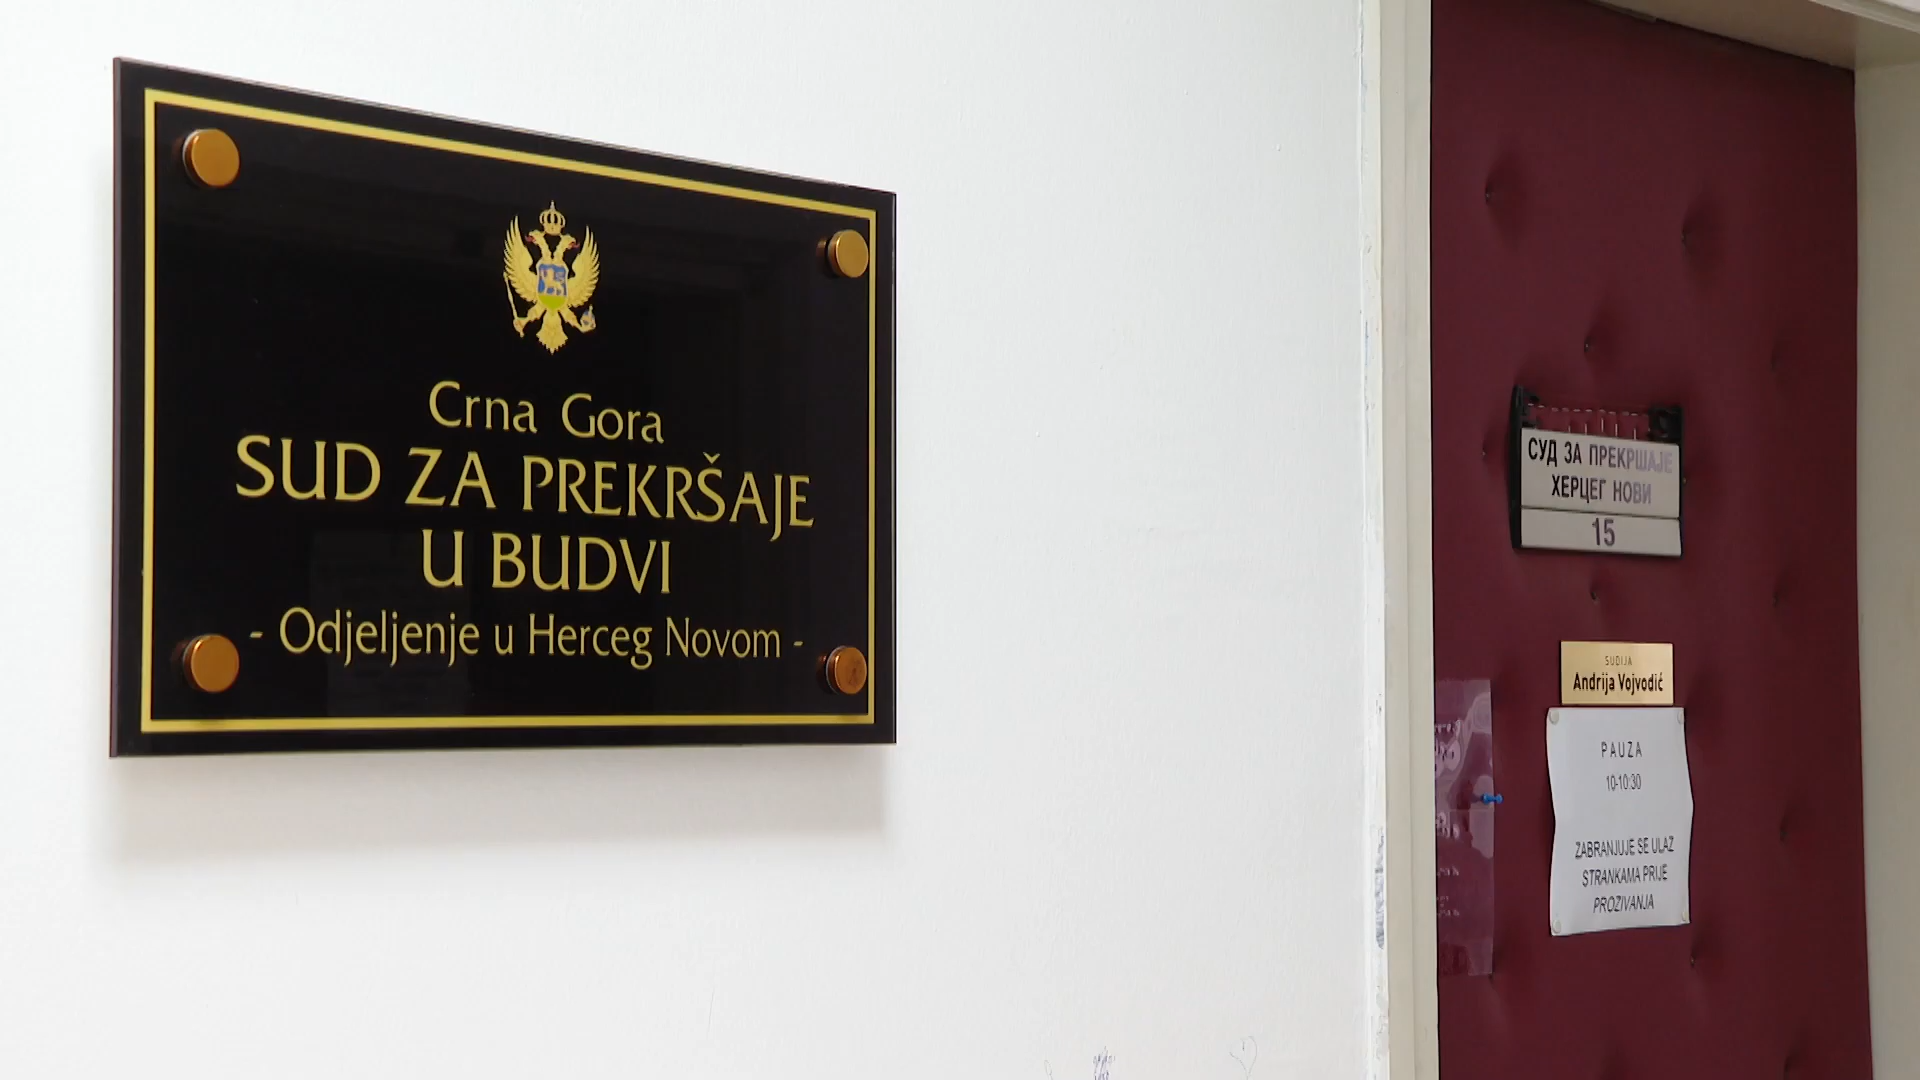 Crna Gora
SUD ZA PREKRŠAJE
U BUDVI
- Odjeljenje u Herceg Novom -
СУД ЗА ПРЕКРШАЈЕ
ХЕРЦЕГ НОВИ
15
SUDIJA
Andrija Vojvodić
PAUZA
10-10:30
ZABRANJUJE SE ULAZ
STRANKAMA PRIJE
PROZIVANJA